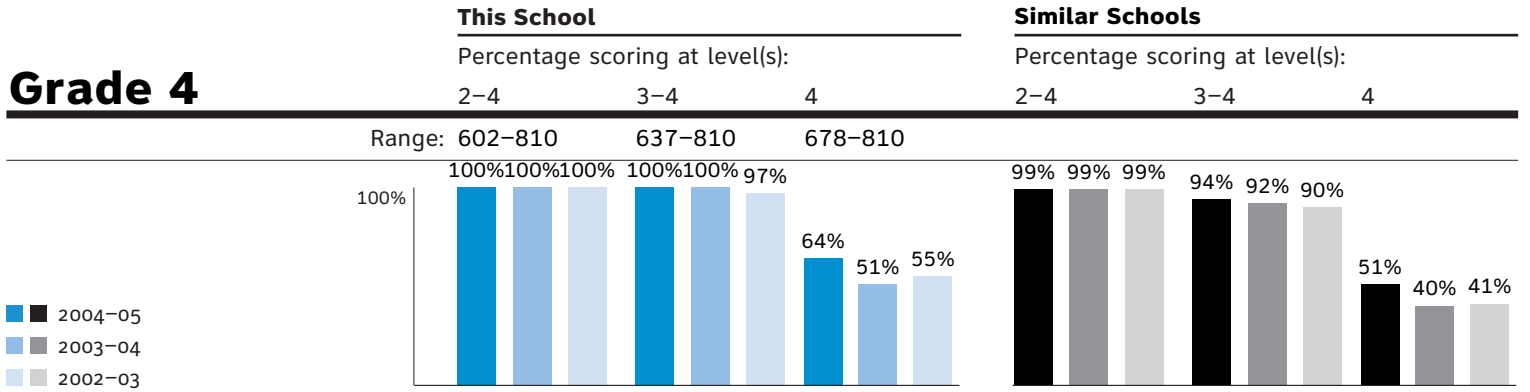 This School Similar Schools
Percentage scoring at level(s): Percentage scoring at level(s):
Grade 4 2–4 3–4 4 2–4 3–4 4
Range: 602–810 637–810 678–810
100% 100% 100% 100% 100% 97% 64% 51% 55% 99% 99% 99% 94% 92% 90% 51% 40% 41%
100%
2004–05
2003–04
2002–03